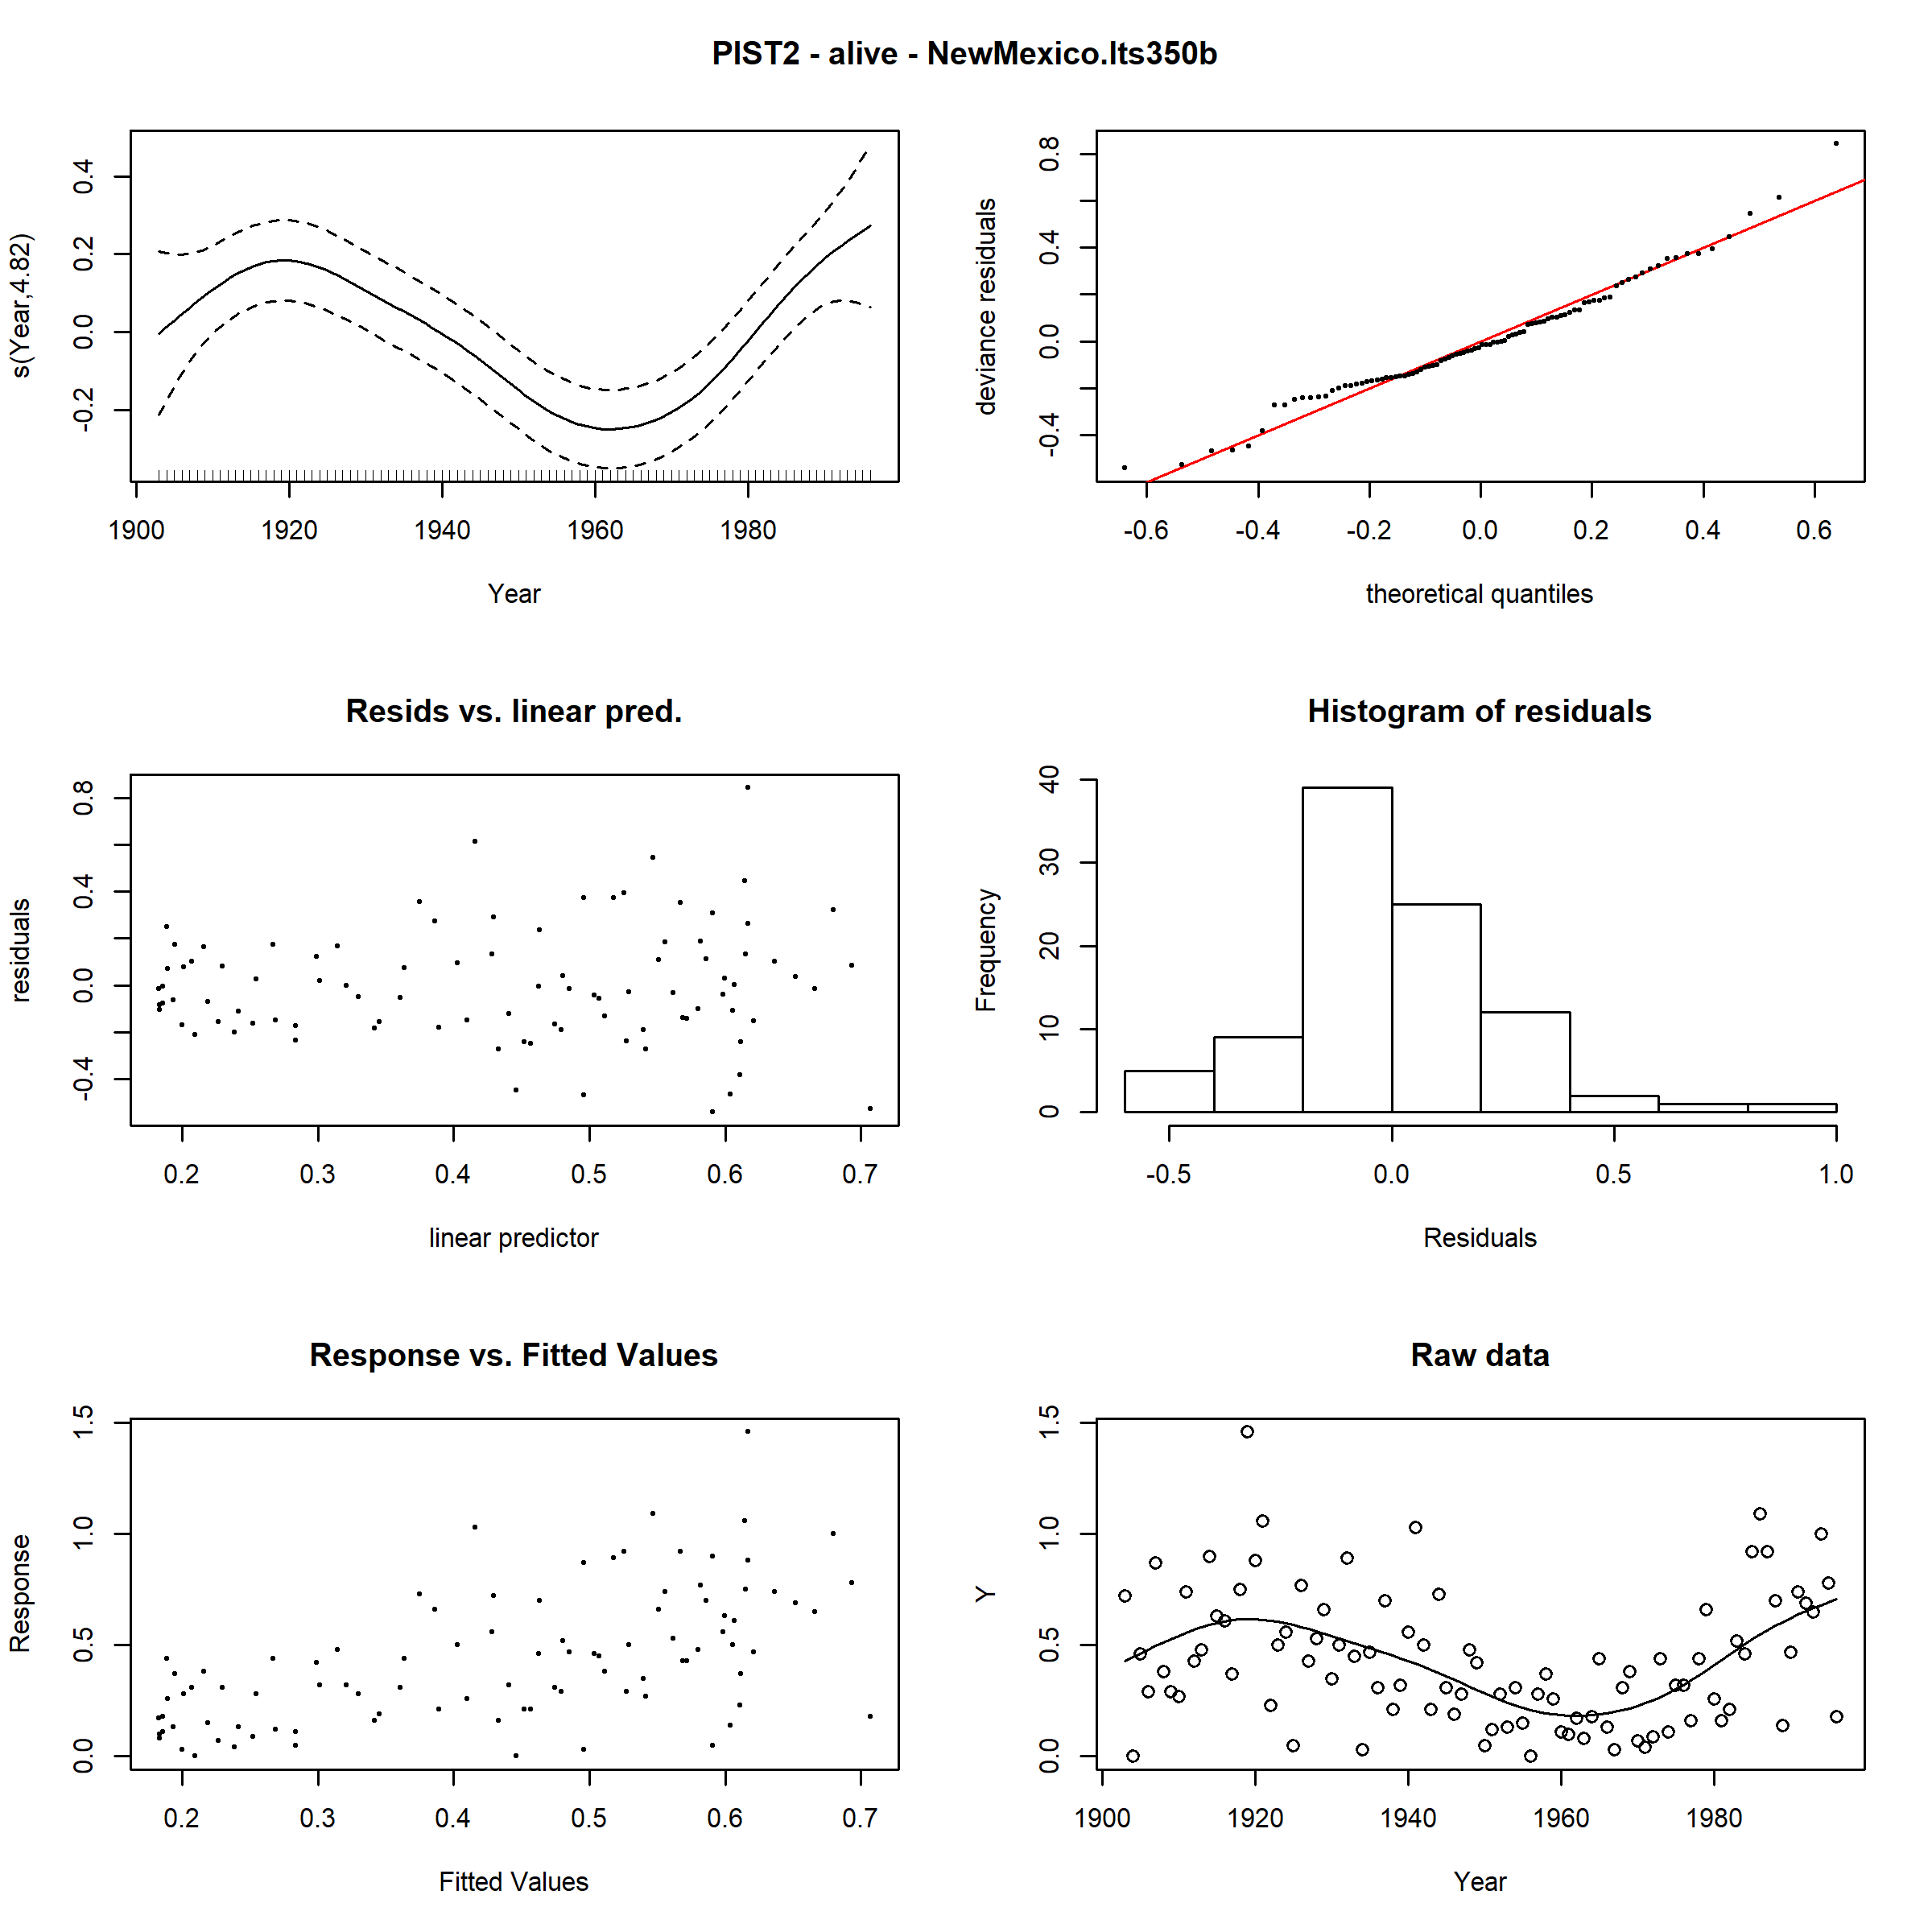 PIST2 - alive - NewMexico.lts350b
s(Year,4.82)
-0.2 0.0 0.2 0.4
1900 1920 1940 1960 1980
Year
deviance residuals
-0.4 0.0 0.4 0.8
-0.6 -0.4 -0.2 0.0 0.2 0.4 0.6
theoretical quantiles
Resids vs. linear pred.
residuals
-0.4 0.0 0.4 0.8
0.2 0.3 0.4 0.5 0.6 0.7
linear predictor
Histogram of residuals
Frequency
0 10 20 30 40
-0.5 0.0 0.5 1.0
Residuals
Response vs. Fitted Values
Response
0.0 0.5 1.0 1.5
0.2 0.3 0.4 0.5 0.6 0.7
Fitted Values
Raw data
Y
0.0 0.5 1.0 1.5
1900 1920 1940 1960 1980
Year